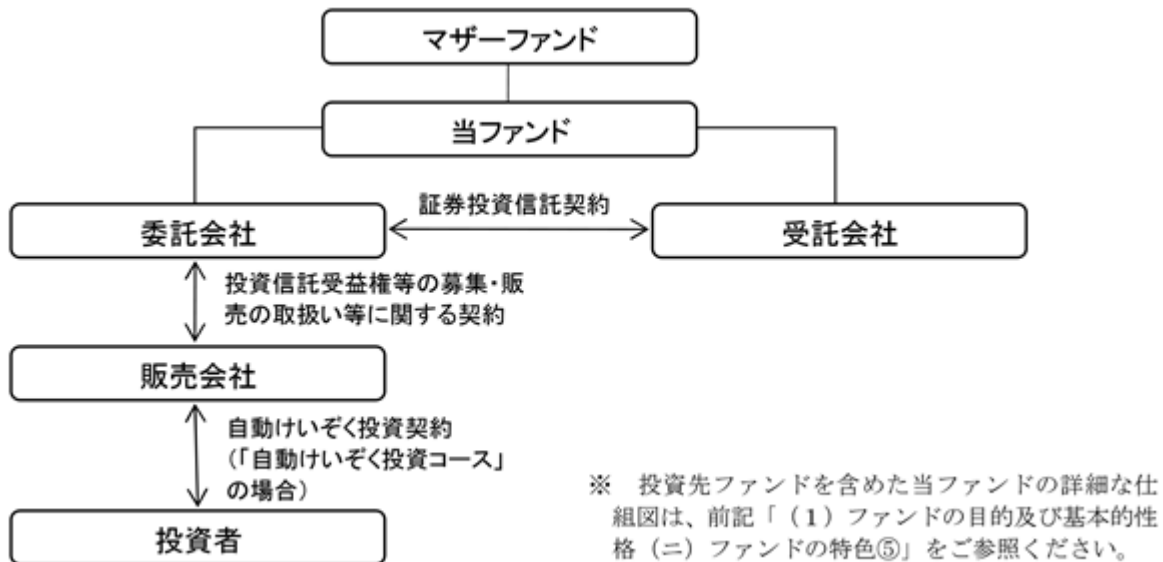 マザーファンド
当ファンド
委託会社
証券投資信託契約
受託会社
投資信託受益権等の募集・販
売の取扱い等に関する契約
販売会社
自動けいぞく投資契約
(「自動けいぞく投資コース」
の場合)
投資者
※ 投資先ファンドを含めた当ファンドの詳細な仕
組図は、前記「(1)ファンドの目的及び基本的性
格(ニ)ファンドの特色⑤」をご参照ください。